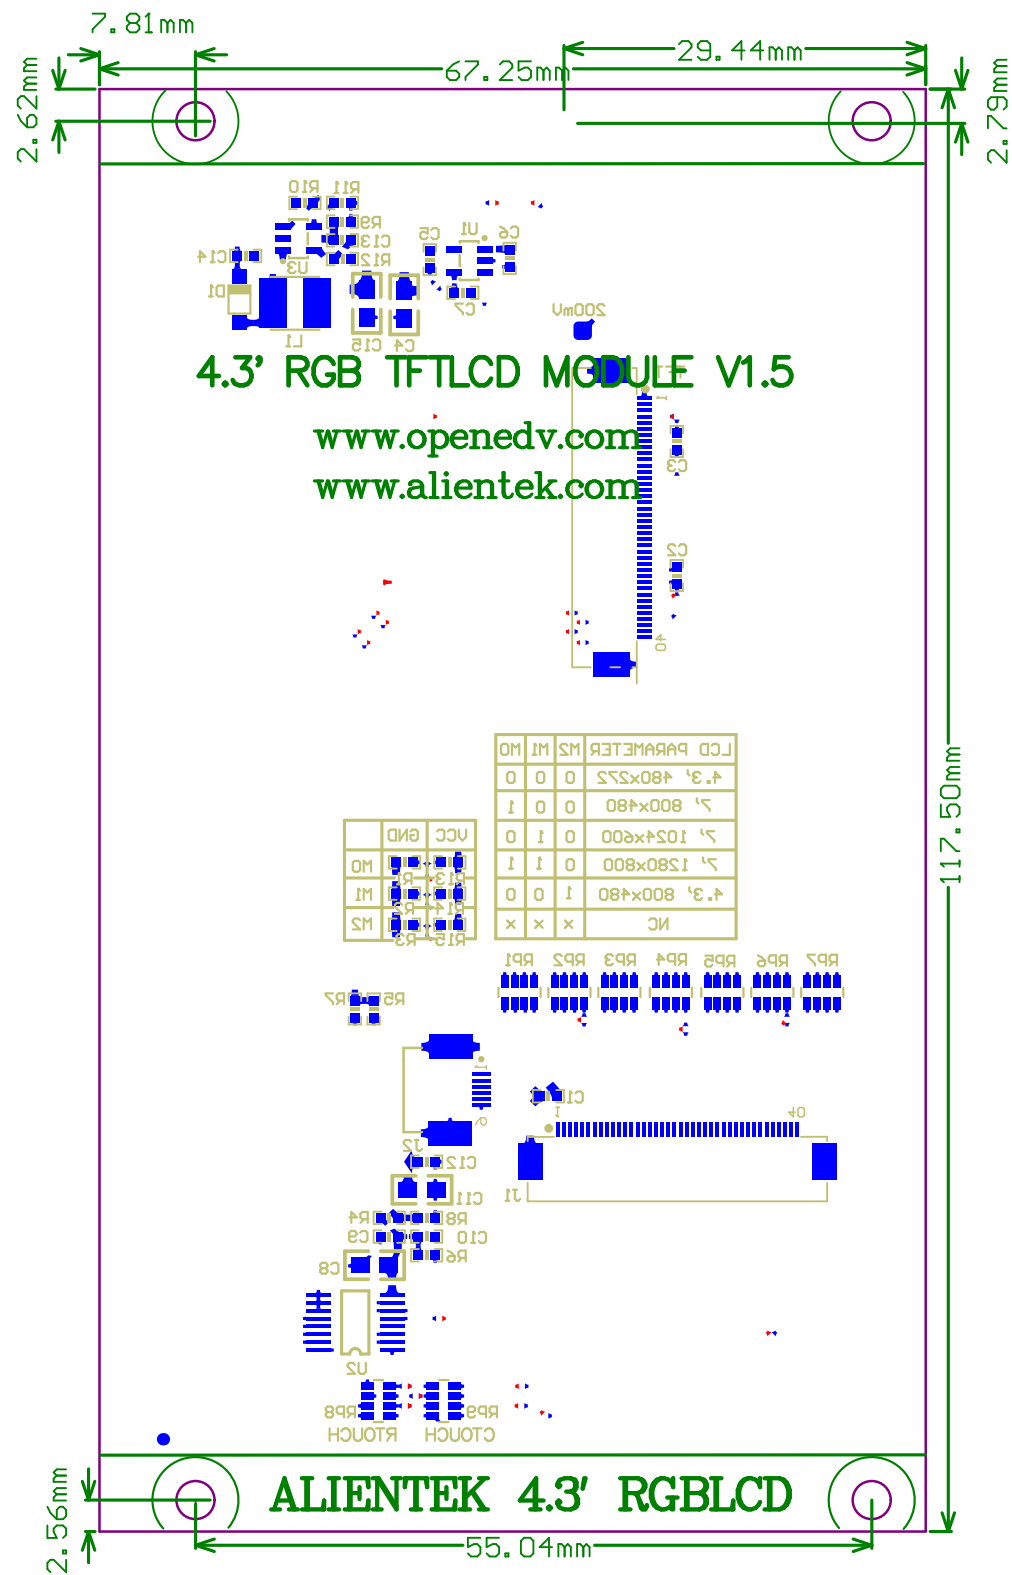 7.81mm
29.44mm
67.25mm
2.62mm
2.79mm
R10 R11
R9
C5 U1 C6
C13
C14 U3 R12
D1
C7
200mV
L1 C15 C4
4.3' RGB TFTLCD MODULE V1.5
1
www.openedv.com
C3
www.alientek.com
C2
40
M0 M1 M2 LCD PARAMETER
0 0 0 4.3' 480x272
1 0 0 7' 800x480
0 1 0 7' 1024x600
1 1 0 7' 1280x800
0 0 1 4.3' 800x480
X X X NC
GND VCC
M0 R1 R13
M1 R2 R14
M2 R3 R15
117.50mm
RP1 RP2 RP3 RP4 RP5 RP6 RP7
R7 R5
1
C1
1 40
6
J2
C12
C11 J1
R4 R8
C9 C10
R6
C8
U2
RP8 RP9
RTOUCH CTOUCH
ALIENTEK 4.3' RGBLCD
2.56mm
55.04mm